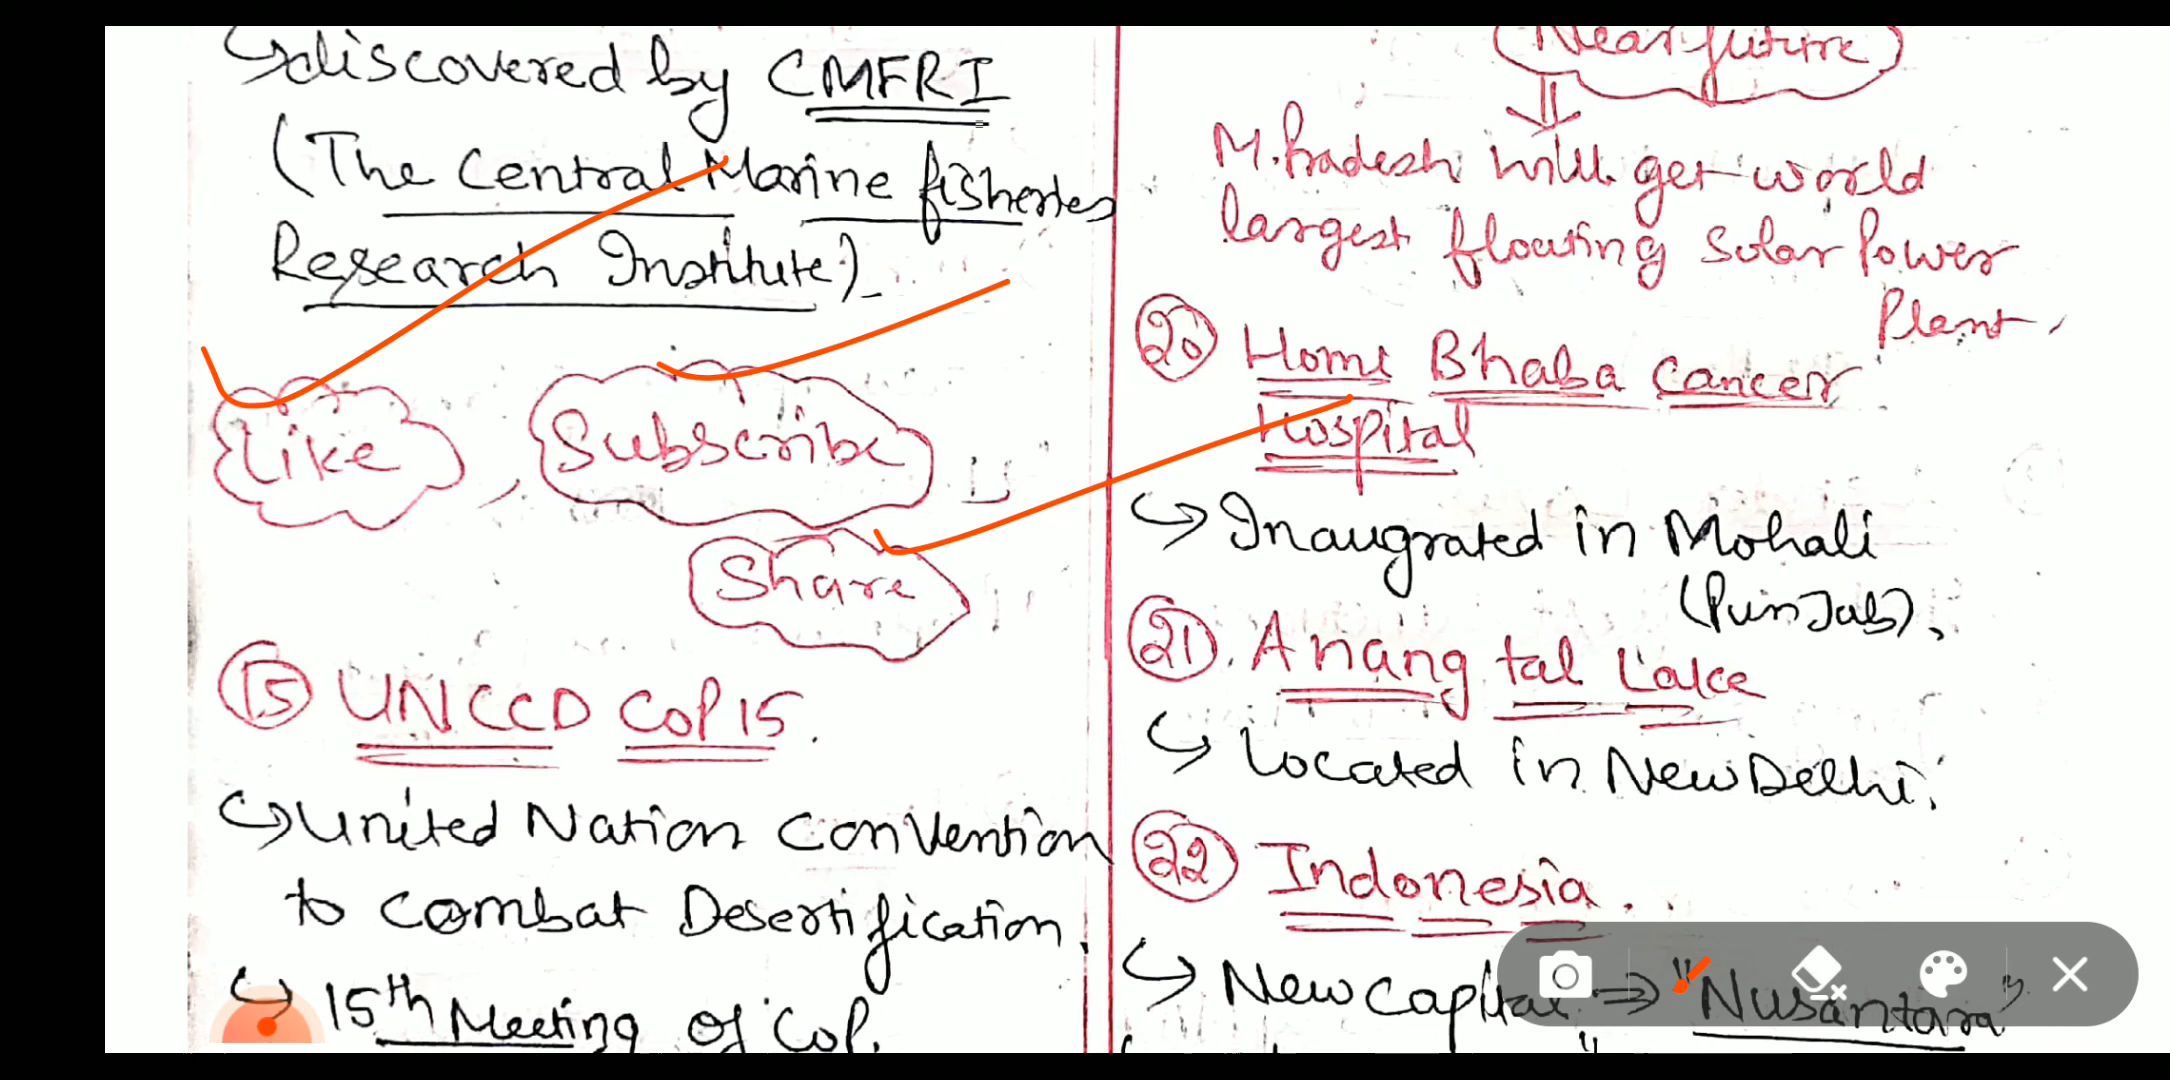 ↳discovered by CMFRI
(The Central Marine fisheries
Research Institute)
Like, Subscribe
Share
15 UNCCD COP15.
↳United Nation Convention
to combat Desertification.
↳ 15th Meeting of CoP.
(Near future)
⇓
M.Pradesh will get world
largest floating Solar Power
Plant.
20 Homi Bhaba Cancer
Hospital
↳ Inaugrated in Mohali
(PunJab).
21. Anang tal Lake
↳ located in New Delhi.
22 Indonesia.
↳ New capital ⇒ "Nusantara"